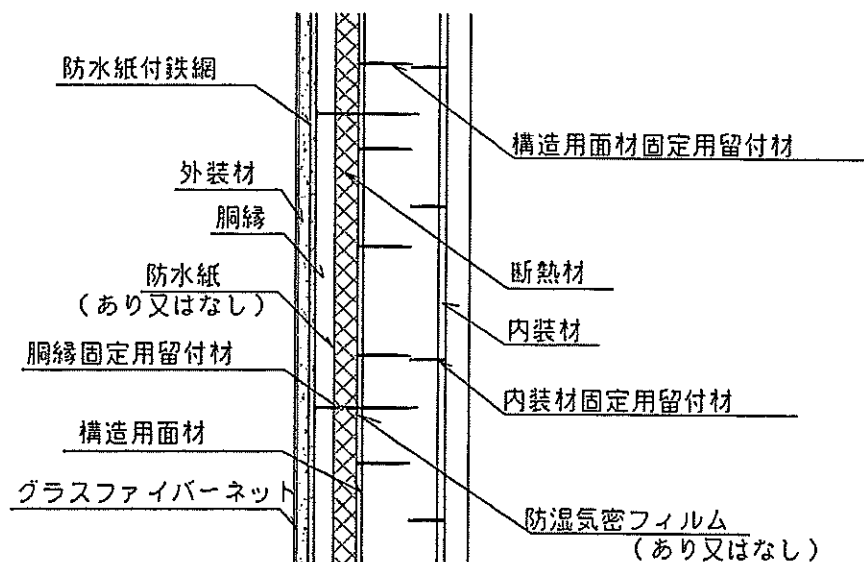 防水紙付鉄網
外装材
胴縁
防水紙
(あり又はなし)
胴縁固定用留付材
構造用面材
グラスファイバーネット
構造用面材固定用留付材
断熱材
内装材
内装材固定用留付材
防湿気密フィルム
(あり又はなし)